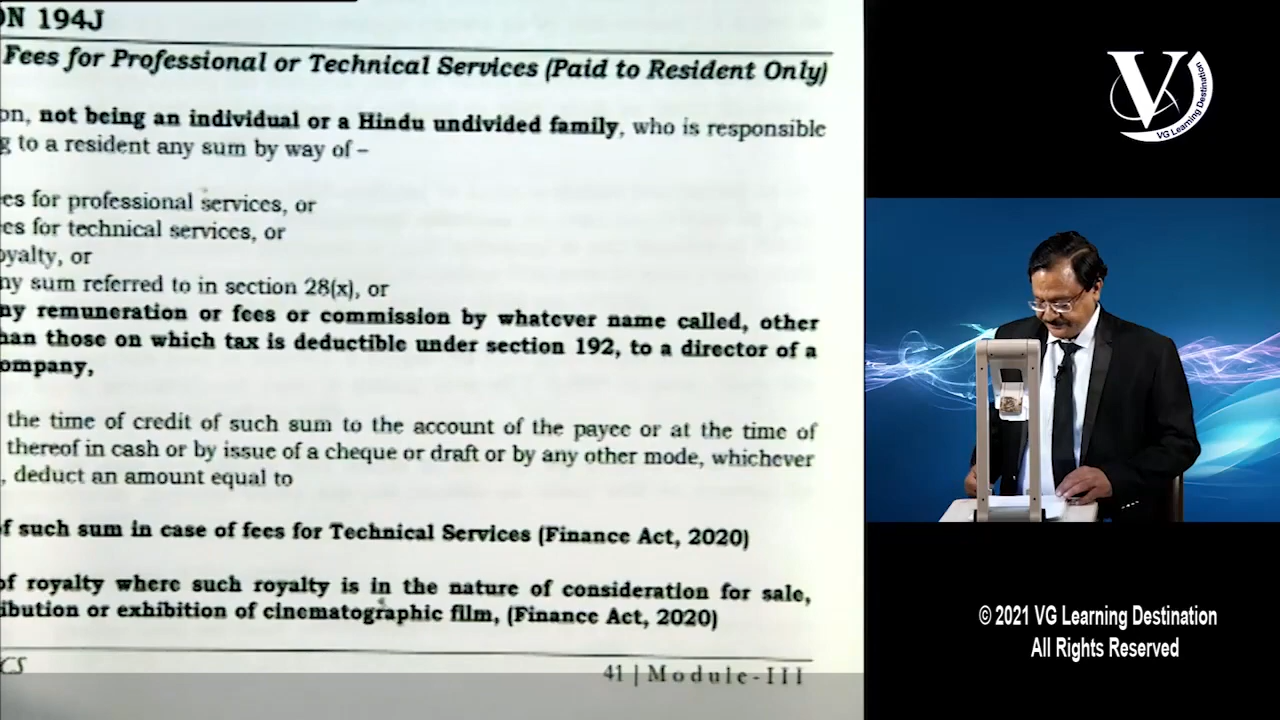 ON 194J
Fees for Professional or Technical Services (Paid to Resident Only)
on, not being an individual or a Hindu undivided family, who is responsible
g to a resident any sum by way of –
es for professional services, or
es for technical services, or
oyalty, or
ny sum referred to in section 28(x), or
ny remuneration or fees or commission by whatever name called, other
han those on which tax is deductible under section 192, to a director of a
ompany,
the time of credit of such sum to the account of the payee or at the time of
thereof in cash or by issue of a cheque or draft or by any other mode, whichever
, deduct an amount equal to
f such sum in case of fees for Technical Services (Finance Act, 2020)
of royalty where such royalty is in the nature of consideration for sale,
ibution or exhibition of cinematographic film, (Finance Act, 2020)
CS
41 | Module-III
V
VG Learning Destination
© 2021 VG Learning Destination
All Rights Reserved